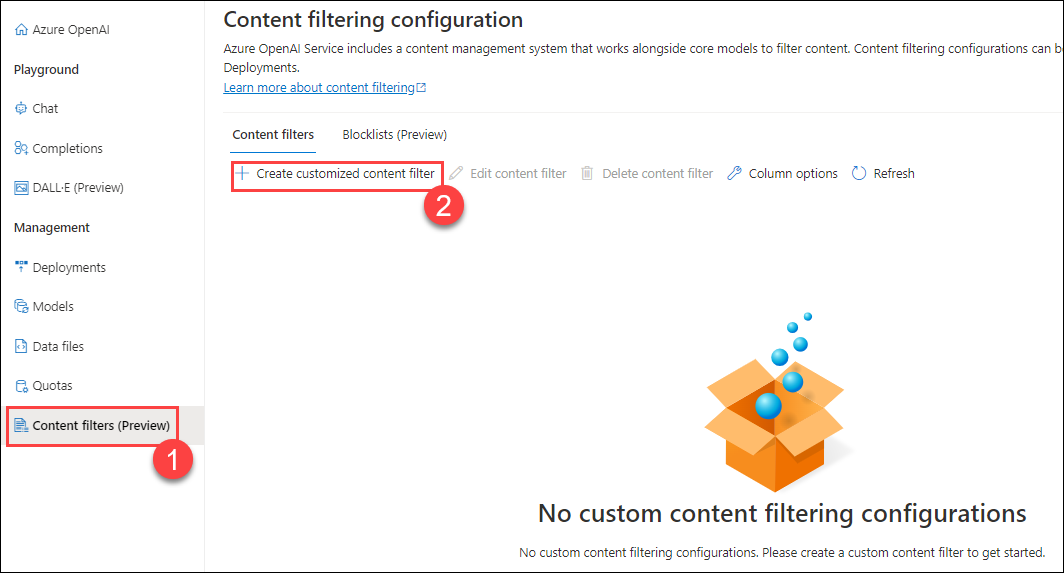 Azure OpenAI
Playground
Chat
Completions
DALL·E (Preview)
Management
Deployments
Models
Data files
Quotas
Content filters (Preview)
1
Content filtering configuration
Azure OpenAI Service includes a content management system that works alongside core models to filter content. Content filtering configurations can
Deployments.
Learn more about content filtering
Content filters Blocklists (Preview)
Create customized content filter Edit content filter Delete content filter Column options Refresh
2
No custom content filtering configurations
No custom content filtering configurations. Please create a custom content filter to get started.